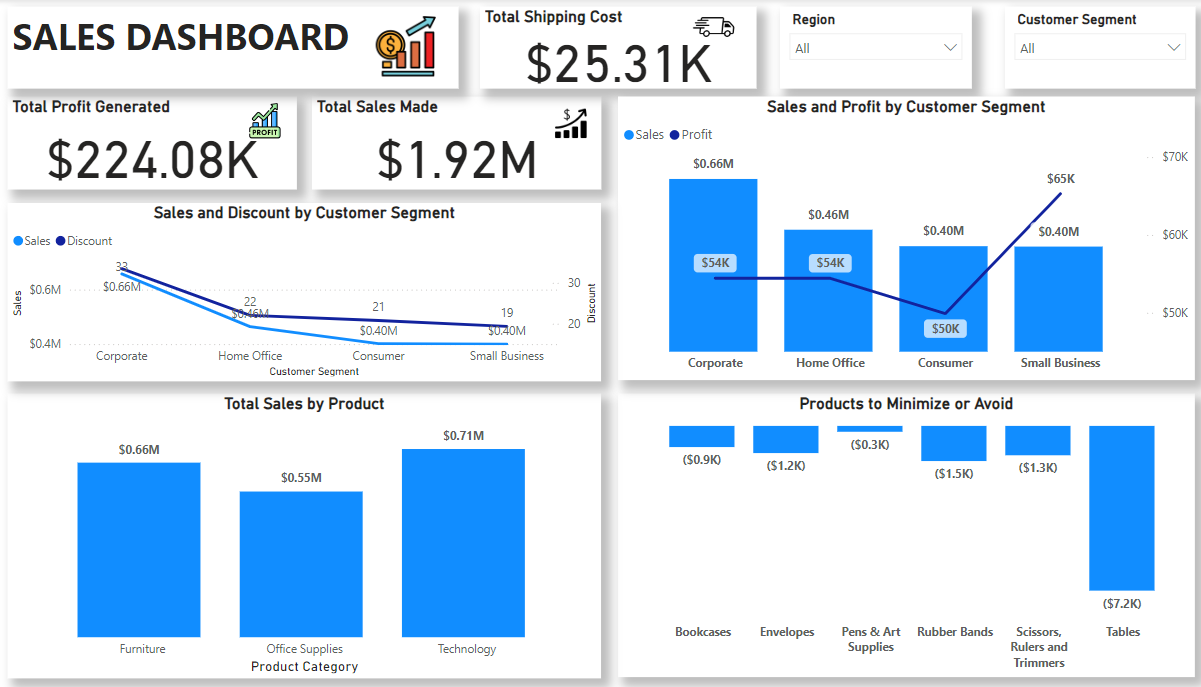 SALES DASHBOARD
Total Shipping Cost
$25.31K
Region
All
Customer Segment
All
Total Profit Generated
PROFIT
$224.08K
Total Sales Made
$
$1.92M
Sales and Profit by Customer Segment
Sales Profit
$70K
$60K
$50K
$0.66M
$0.46M
$0.40M
$0.40M
$54K
$54K
$50K
$65K
Corporate
Home Office
Consumer
Small Business
Sales and Discount by Customer Segment
Sales Discount
Sales
$0.6M
$0.4M
33
$0.66M
22
$0.46M
21
$0.40M
19
$0.40M
30
20
Discount
Corporate
Home Office
Consumer
Small Business
Customer Segment
Total Sales by Product
$0.66M
$0.55M
$0.71M
Furniture
Office Supplies
Technology
Product Category
Products to Minimize or Avoid
($0.9K)
($1.2K)
($0.3K)
($1.5K)
($1.3K)
($7.2K)
Bookcases
Envelopes
Pens & Art
Supplies
Rubber Bands
Scissors,
Rulers and
Trimmers
Tables